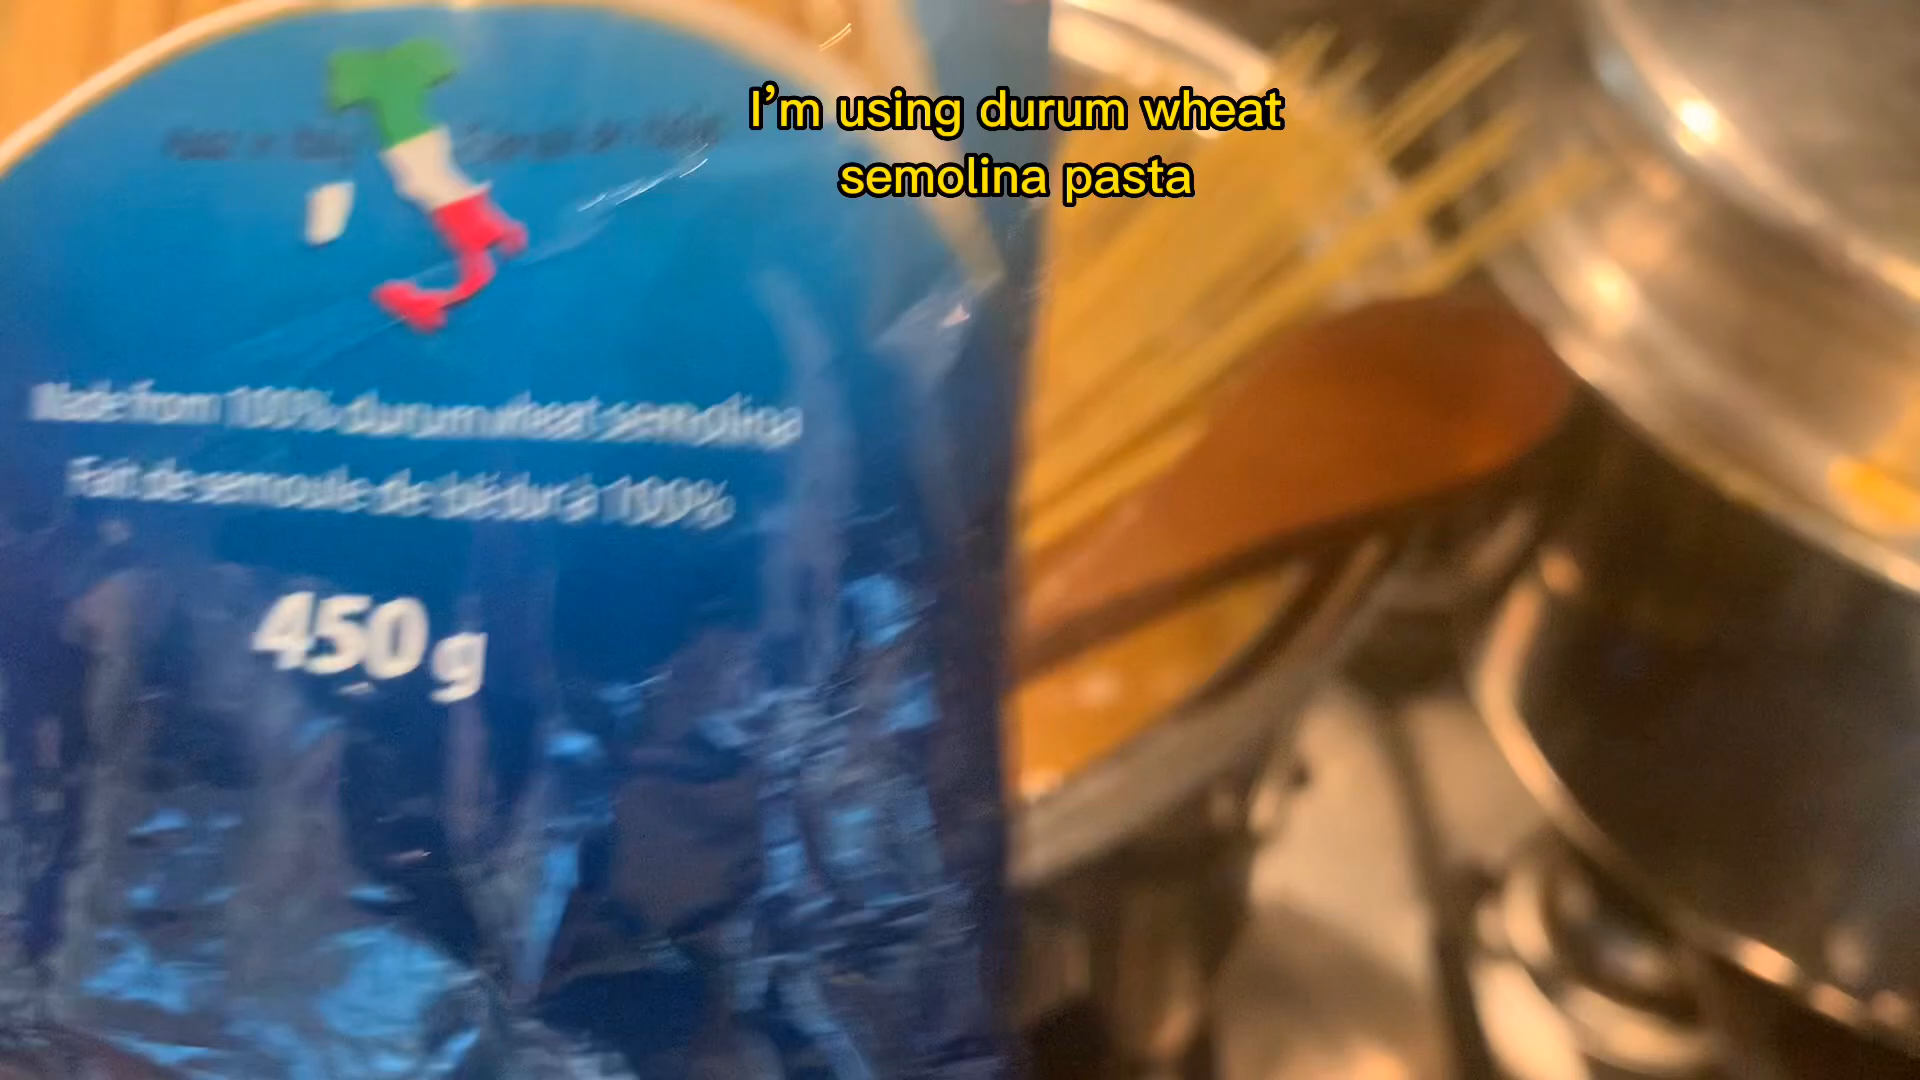 I’m using durum wheat
semolina pasta
Made from 100% durum wheat semolina
Fait de semoule de blé dur à 100%
450 g